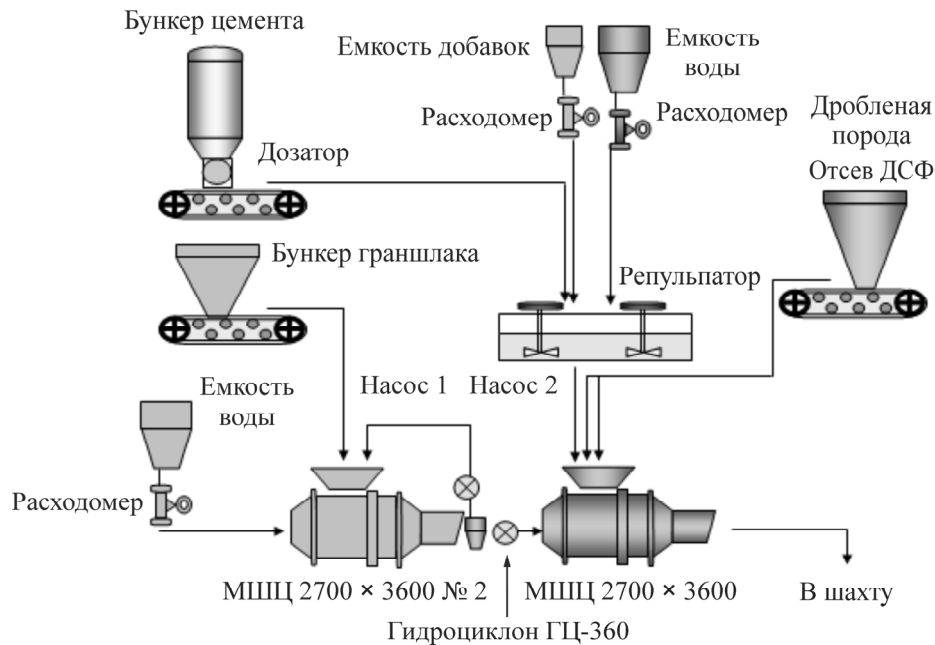 Бункер цемента
Емкость добавок
Емкость
воды
Расходомер
Расходомер
Дробленая
порода
Отсев ДСФ
Дозатор
Бункер граншлака
Репульпатор
Насос 1
Насос 2
Емкость
воды
Расходомер
МШЦ 2700 × 3600 № 2
МШЦ 2700 × 3600
В шахту
Гидроциклон ГЦ-360